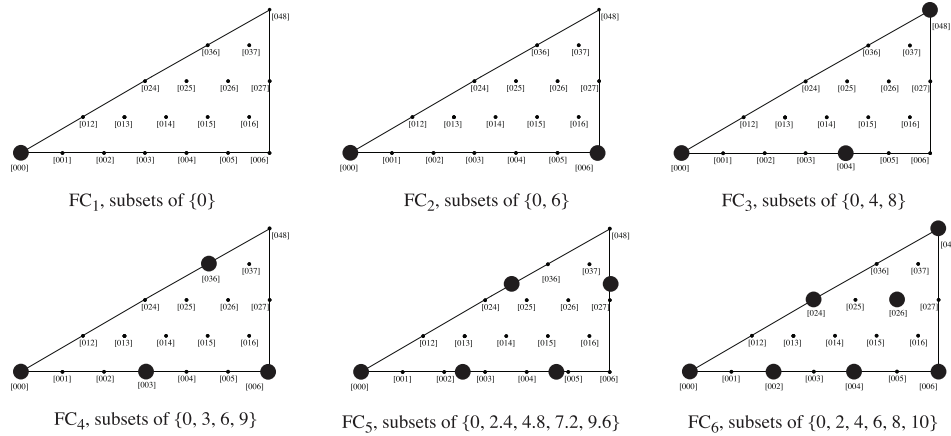 [048] [048] [048]
[036] [037] [036] [037] [036] [037]
[024] [025] [026] [027] [024] [025] [026] [027] [024] [025] [026] [027]
[012] [013] [014] [015] [016] [012] [013] [014] [015] [016] [012] [013] [014] [015] [016]
[000] [001] [002] [003] [004] [005] [006] [000] [001] [002] [003] [004] [005] [006] [000] [001] [002] [003] [004] [005] [006]
FC1, subsets of {0} FC2, subsets of {0, 6} FC3, subsets of {0, 4, 8}
[048] [048] [04
[036] [037] [036] [037] [036] [037]
[024] [025] [026] [027] [024] [025] [026] [027] [024] [025] [026] [027]
[012] [013] [014] [015] [016] [012] [013] [014] [015] [016] [012] [013] [014] [015] [016]
[000] [001] [002] [003] [004] [005] [006] [000] [001] [002] [003] [004] [005] [006] [000] [001] [002] [003] [004] [005] [006]
FC4, subsets of {0, 3, 6, 9} FC5, subsets of {0, 2.4, 4.8, 7.2, 9.6} FC6, subsets of {0, 2, 4, 6, 8, 10}